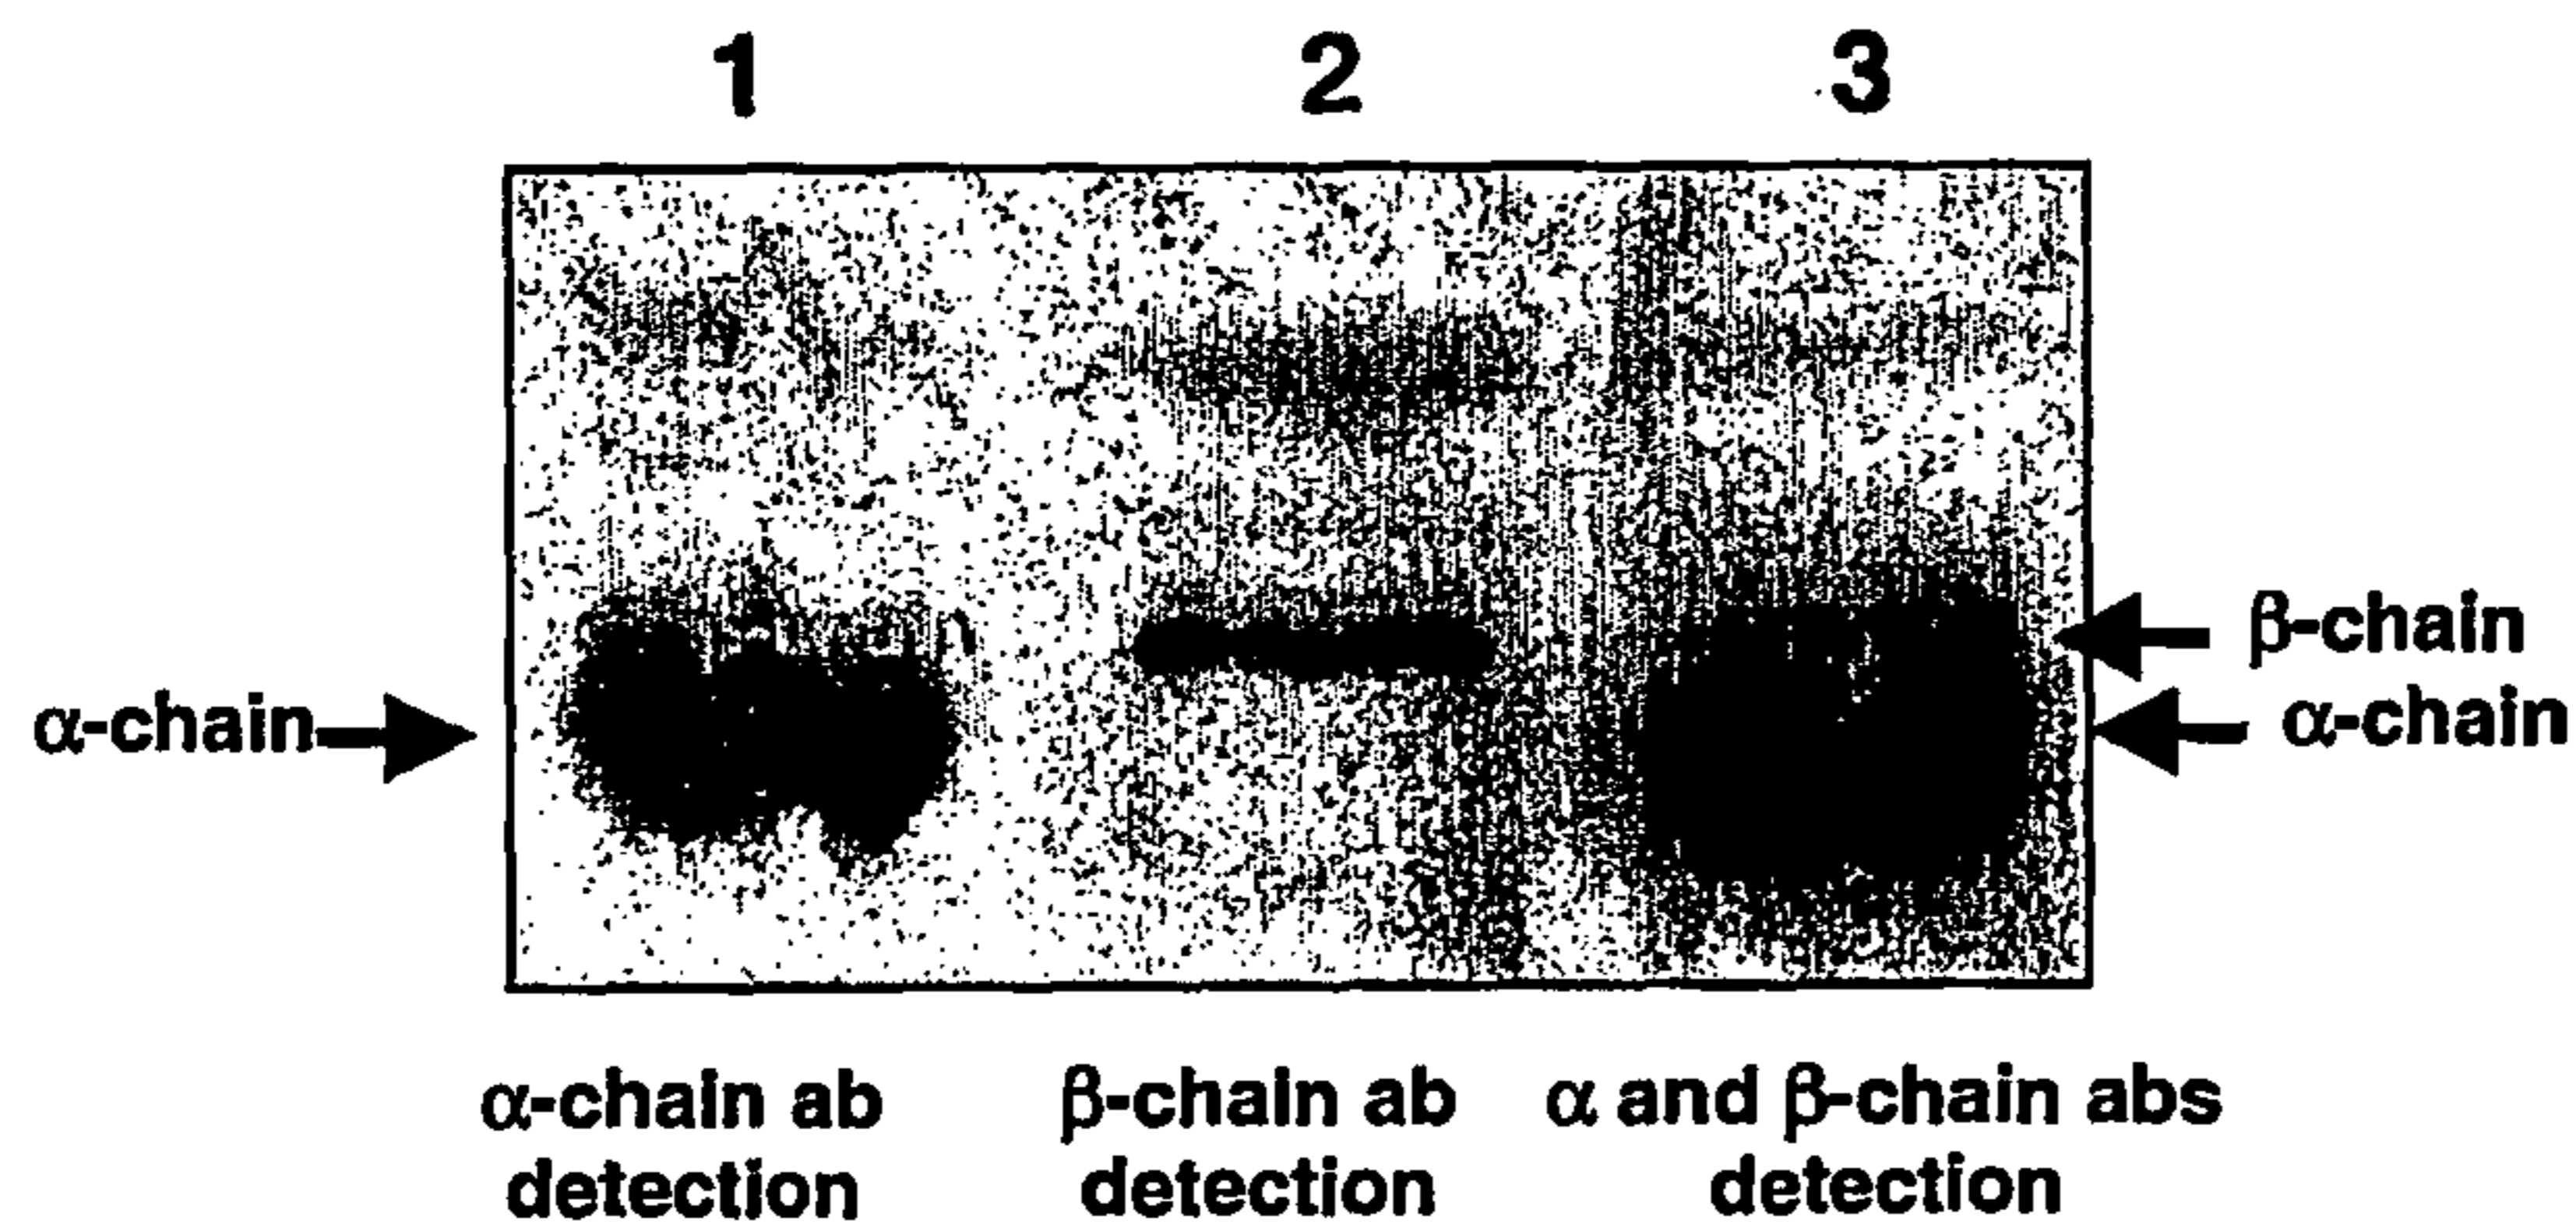 1 2 3
β-chain
α-chain α-chain
α-chain ab β-chain ab α and β-chain abs
detection detection detection